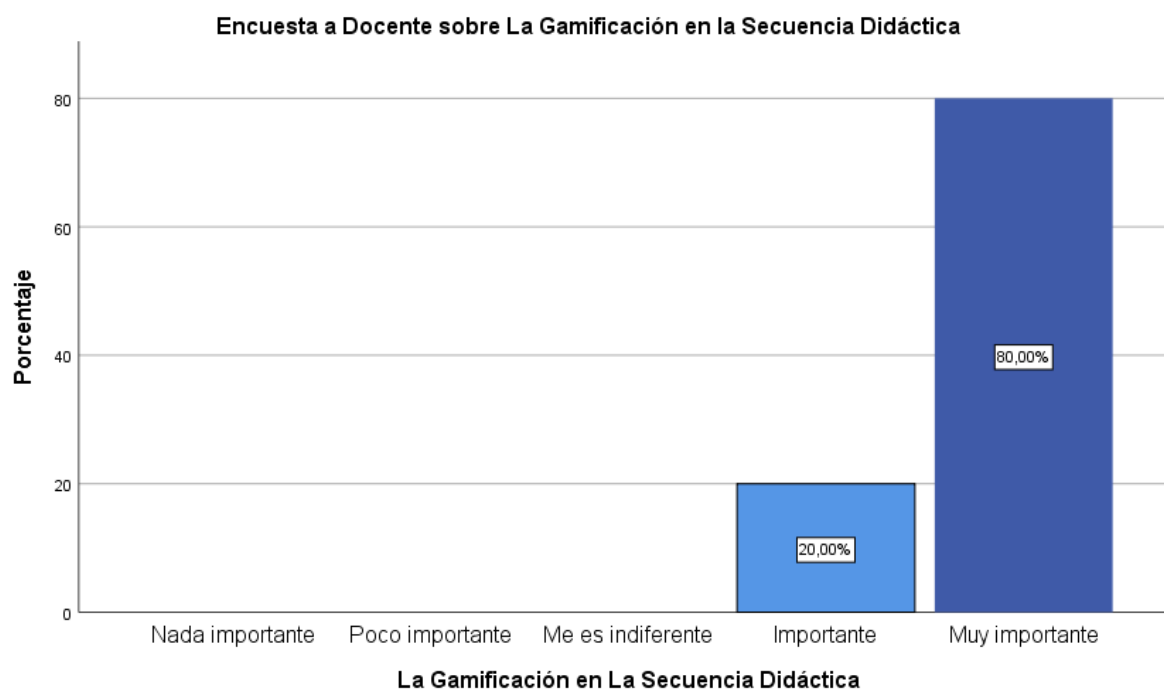 Encuesta a Docente sobre La Gamificación en la Secuencia Didáctica
Porcentaje
80
60
40
20
0
20,00%
80,00%
Nada importante
Poco importante
Me es indiferente
Importante
Muy importante
La Gamificación en La Secuencia Didáctica